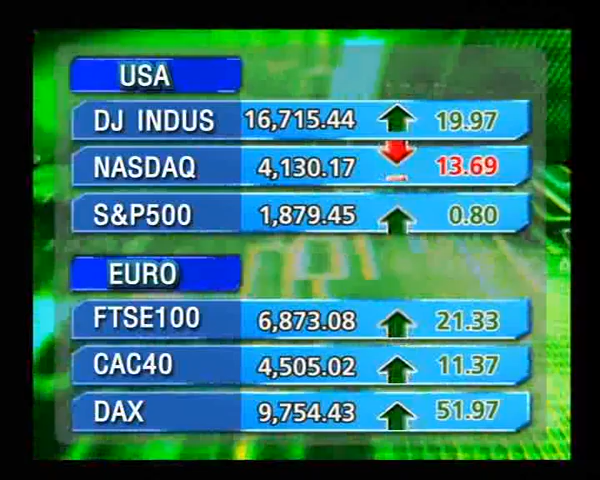 USA
DJ INDUS 16,715.44 19.97
NASDAQ 4,130.17 13.69
S&P500 1,879.45 0.80
EURO
FTSE100 6,873.08 21.33
CAC40 4,505.02 11.37
DAX 9,754.43 51.97